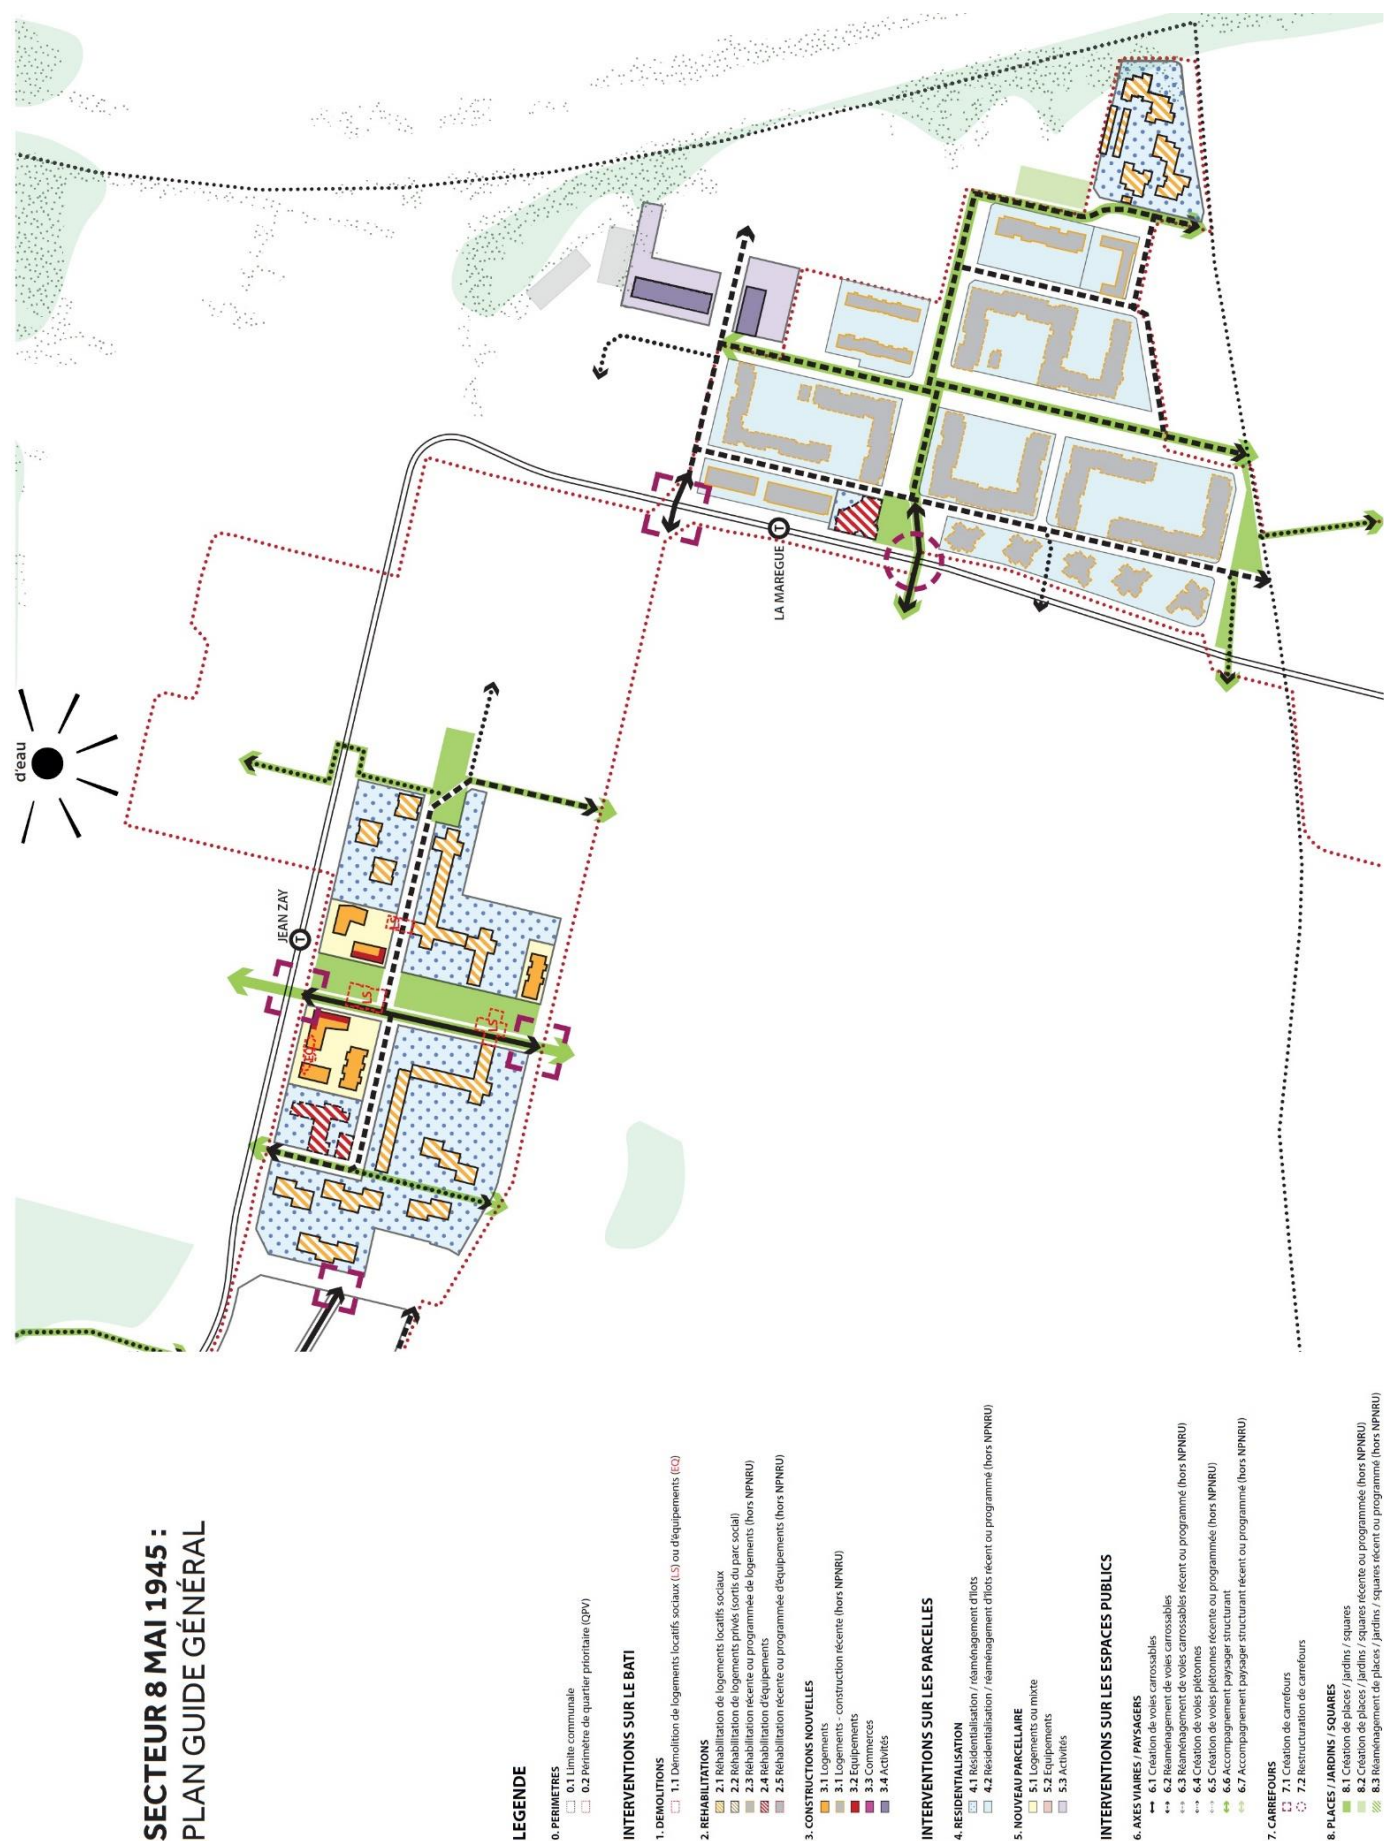 SECTEUR 8 MAI 1945 :
PLAN GUIDE GÉNÉRAL
LEGENDE
0. PERIMETRES
0.1 Limite communale
0.2 Périmètre de quartier prioritaire (QPV)
INTERVENTIONS SUR LE BATI
1. DEMOLITIONS
1.1 Démolition de logements locatifs sociaux (LS) ou d'équipements (EQ)
2. REHABILITATIONS
2.1 Réhabilitation de logements locatifs sociaux
2.2 Réhabilitation de logements privés (sortis du parc social)
2.3 Réhabilitation récente ou programmée de logements (hors NPNRU)
2.4 Réhabilitation d'équipements
2.5 Réhabilitation récente ou programmée d'équipements (hors NPNRU)
3. CONSTRUCTIONS NOUVELLES
3.1 Logements
3.1 Logements - construction récente (hors NPNRU)
3.2 Equipements
3.3 Commerces
3.4 Activités
INTERVENTIONS SUR LES PARCELLES
4. RESIDENTIALISATION
4.1 Résidentialisation / réaménagement d'îlots
4.2 Résidentialisation / réaménagement d'îlots récent ou programmé (hors NPNRU)
5. NOUVEAU PARCELLAIRE
5.1 Logements ou mixte
5.2 Equipements
5.3 Activités
INTERVENTIONS SUR LES ESPACES PUBLICS
6. AXES VIAIRES / PAYSAGERS
6.1 Création de voies carrossables
6.2 Réaménagement de voies carrossables
6.3 Réaménagement de voies carrossables récent ou programmé (hors NPNRU)
6.4 Création de voies piétonnes
6.5 Création de voies piétonnes récente ou programmée (hors NPNRU)
6.6 Accompagnement paysager structurant
6.7 Accompagnement paysager structurant récent ou programmé (hors NPNRU)
7. CARREFOURS
7.1 Création de carrefours
7.2 Restructuration de carrefours
8. PLACES / JARDINS / SQUARES
8.1 Création de places / jardins / squares
8.2 Création de places / jardins / squares récente ou programmée (hors NPNRU)
8.3 Réaménagement de places / jardins / squares récent ou programmé (hors NPNRU)
d'eau
JEAN ZAY
T
LA MAREGUE
T
EQ
LS
LS
LS